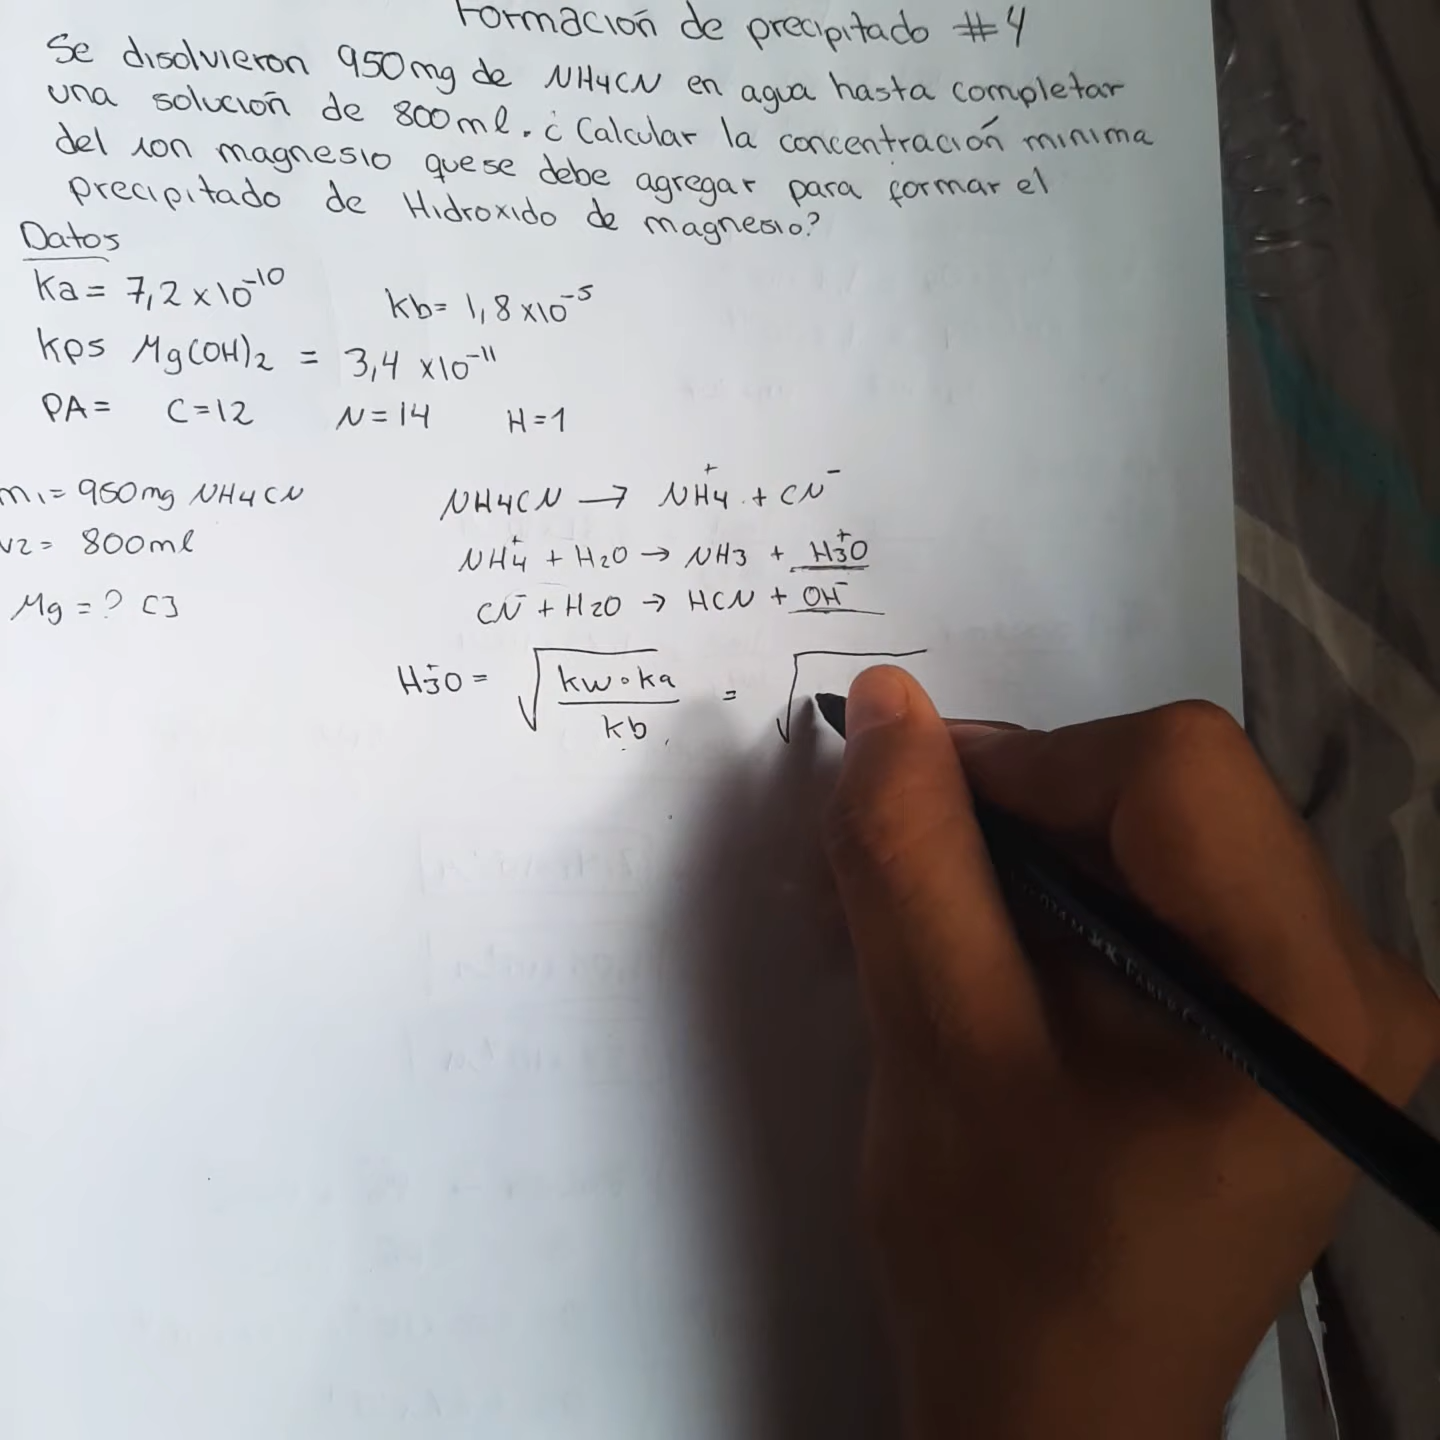 Formación de precipitado #4
Se disolvieron 950mg de NH4CN en agua hasta completar
una solución de 800ml. ¿ Calcular la concentración minima
del ion magnesio que se debe agregar para formar el
precipitado de Hidroxido de magnesio?
Datos
Ka = 7,2 x10⁻¹⁰ Kb = 1,8 x10⁻⁵
Kps Mg(OH)2 = 3,4 x10⁻¹¹
PA = C=12 N=14 H=1
m1= 950mg NH4CN NH4CN → NH4⁺ + CN⁻
V2= 800ml NH4⁺ + H2O → NH3 + H3O⁺
Mg = ? [ ] CN⁻ + H2O → HCN + OH⁻
H3O⁺ = √ Kw · Ka / Kb = √